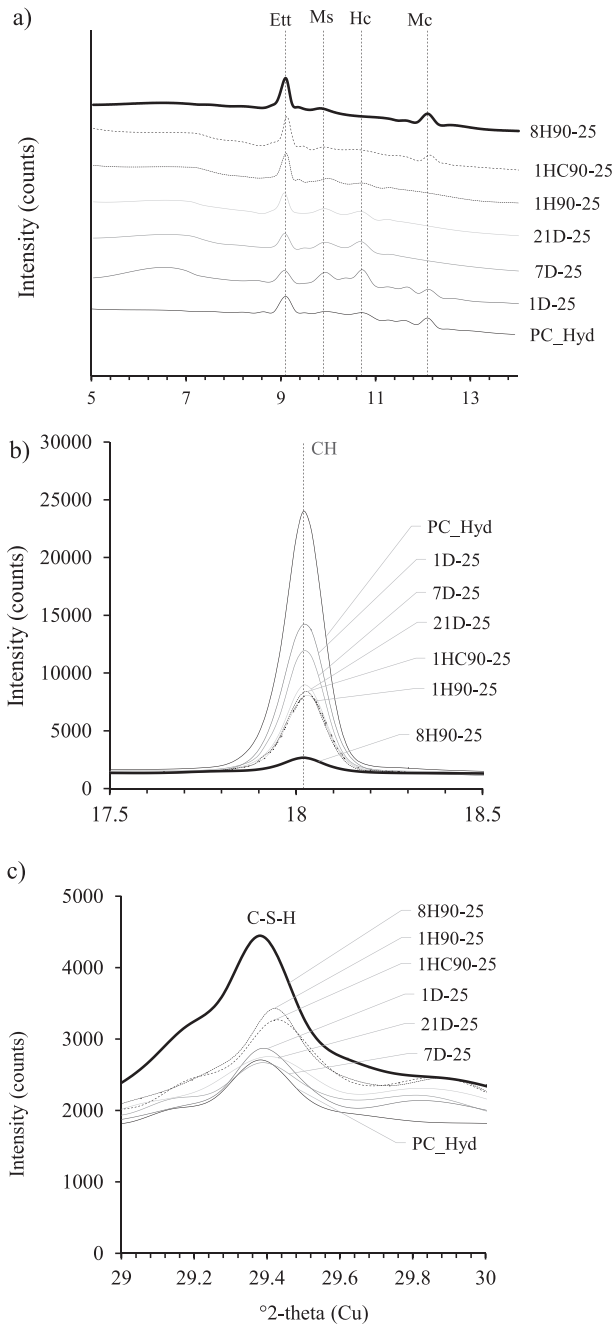 a)
Ett Ms Hc Mc
Intensity (counts)
8H90-25
1HC90-25
1H90-25
21D-25
7D-25
1D-25
PC_Hyd
5 7 9 11 13
b)
30000
25000
20000
15000
10000
5000
0
Intensity (counts)
CH
PC_Hyd
1D-25
7D-25
21D-25
1HC90-25
1H90-25
8H90-25
17.5 18 18.5
c)
5000
4000
3000
2000
1000
0
Intensity (counts)
C-S-H
8H90-25
1H90-25
1HC90-25
1D-25
21D-25
7D-25
PC_Hyd
29 29.2 29.4 29.6 29.8 30
°2-theta (Cu)